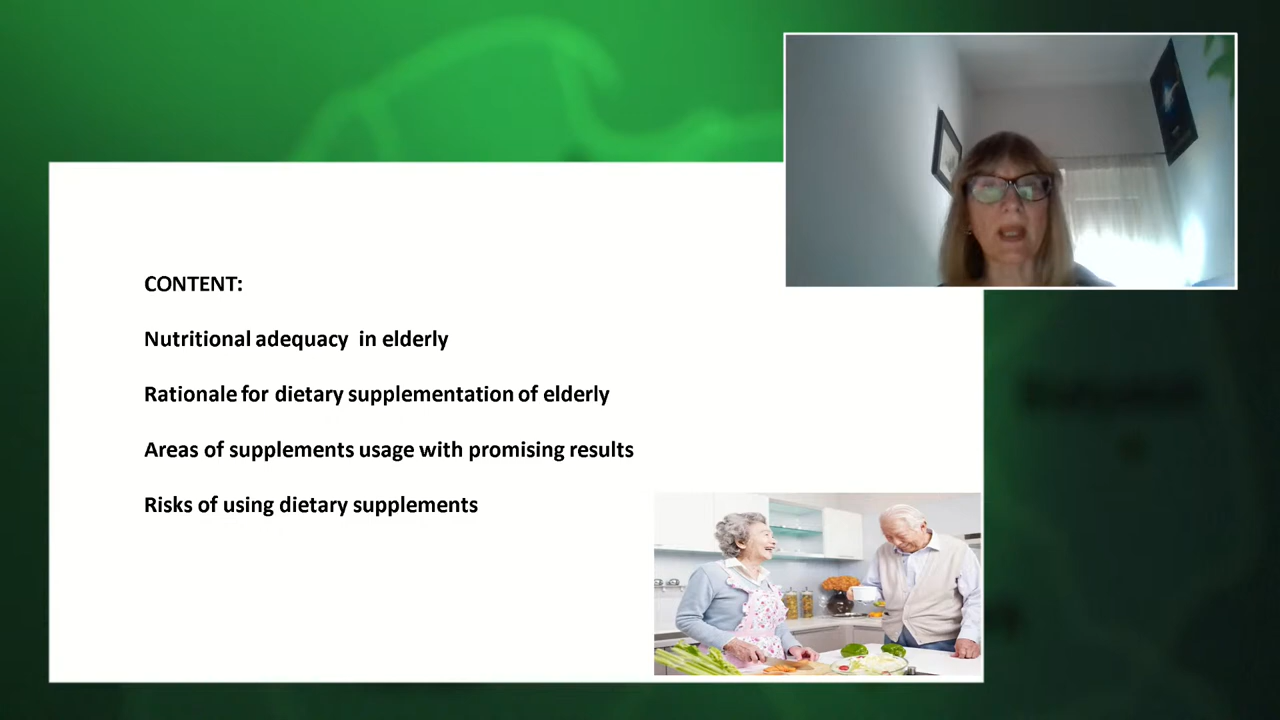 CONTENT:
Nutritional adequacy in elderly
Rationale for dietary supplementation of elderly
Areas of supplements usage with promising results
Risks of using dietary supplements